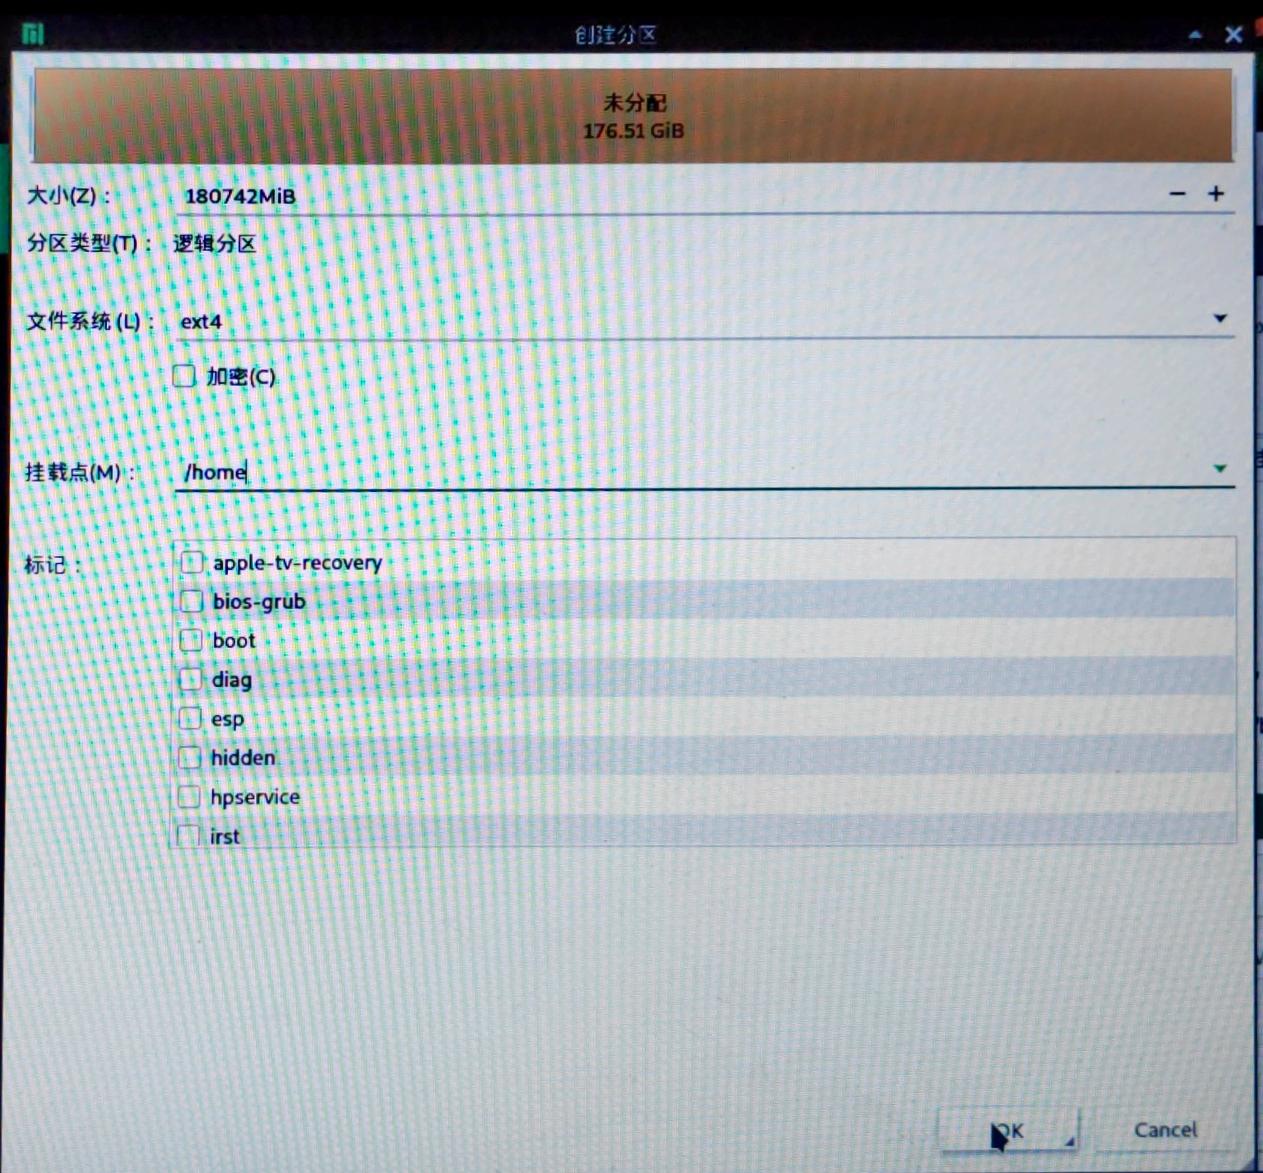 创建分区
未分配
176.51 GiB
大小(Z)： 180742MiB
分区类型(T)： 逻辑分区
文件系统 (L)： ext4
加密(C)
挂载点(M)： /home
标记： apple-tv-recovery
bios-grub
boot
diag
esp
hidden
hpservice
irst
OK Cancel